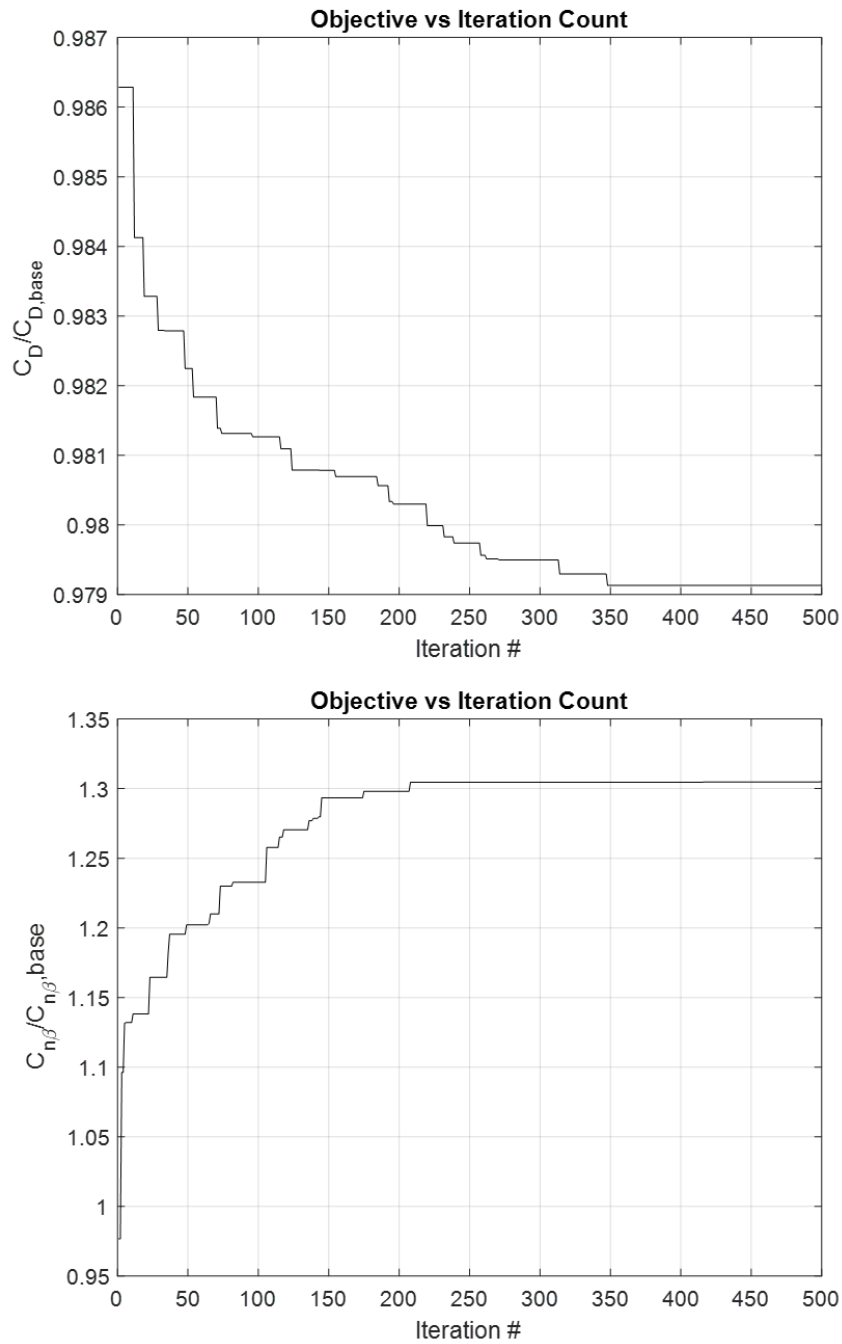 Objective vs Iteration Count
0.987
0.986
0.985
0.984
0.983
0.982
0.981
0.98
0.979
C_D/C_D,base
0 50 100 150 200 250 300 350 400 450 500
Iteration #
Objective vs Iteration Count
1.35
1.3
1.25
1.2
1.15
1.1
1.05
1
0.95
C_nβ/C_nβ,base
0 50 100 150 200 250 300 350 400 450 500
Iteration #